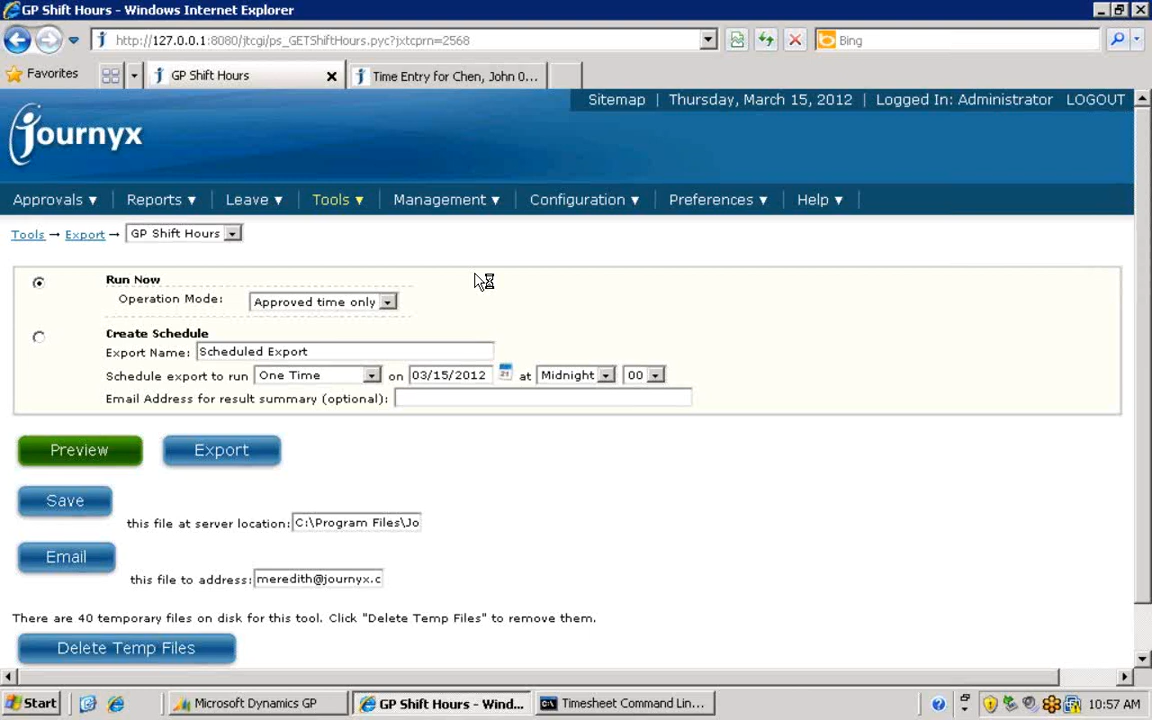 GP Shift Hours - Windows Internet Explorer
http://127.0.0.1:8080/jtcgi/ps_GETShiftHours.pyc?jxtcprn=2568
Bing
Favorites
GP Shift Hours
Time Entry for Chen, John 0...
Sitemap | Thursday, March 15, 2012 | Logged In: Administrator LOGOUT
journyx
Approvals ▼ Reports ▼ Leave ▼ Tools ▼ Management ▼ Configuration ▼ Preferences ▼ Help ▼
Tools → Export → GP Shift Hours
Run Now
Operation Mode: Approved time only
Create Schedule
Export Name: Scheduled Export
Schedule export to run One Time on 03/15/2012 21 at Midnight 00
Email Address for result summary (optional):
Preview Export
Save
this file at server location: C:\Program Files\Jo
Email
this file to address: meredith@journyx.c
There are 40 temporary files on disk for this tool. Click "Delete Temp Files" to remove them.
Delete Temp Files
Start Microsoft Dynamics GP GP Shift Hours - Wind... Timesheet Command Lin... 10:57 AM